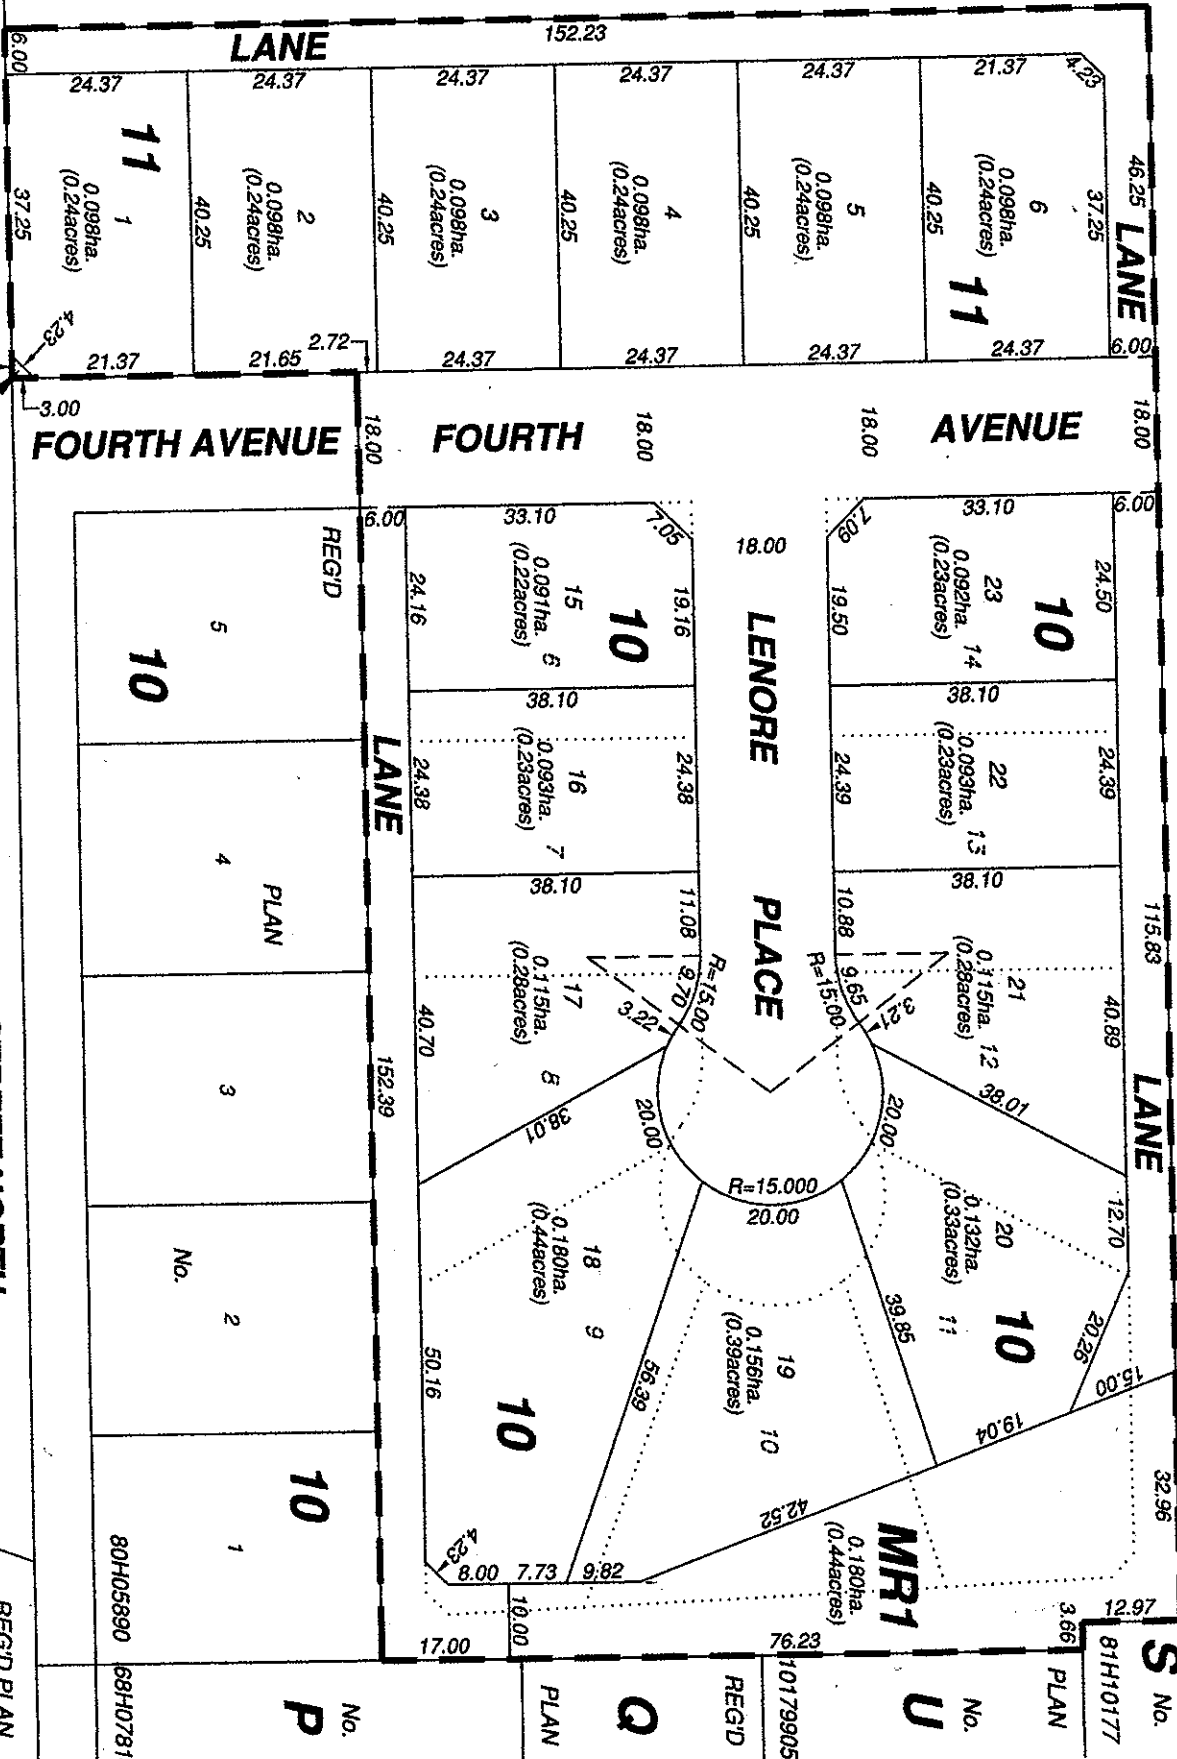 6.00
LANE
152.23
24.37
24.37
24.37
24.37
24.37
21.37
4.23
46.25
LANE
37.25
11
1
0.098ha.
(0.24acres)
37.25
40.25
2
0.098ha.
(0.24acres)
40.25
3
0.098ha.
(0.24acres)
40.25
4
0.098ha.
(0.24acres)
40.25
5
0.098ha.
(0.24acres)
40.25
6
0.098ha.
(0.24acres)
11
4.23
21.37
21.65
2.72
24.37
24.37
24.37
24.37
6.00
3.00
FOURTH AVENUE
18.00
FOURTH
18.00
18.00
AVENUE
18.00
6.00
33.10
7.05
18.00
7.09
33.10
6.00
REG'D
24.16
15
0.091ha.
(0.22acres)
6
10
19.16
LENORE
19.50
23
0.092ha.
(0.23acres)
14
10
24.50
5
10
38.10
38.10
LANE
24.38
16
0.093ha.
(0.23acres)
7
24.38
24.39
22
0.093ha.
(0.23acres)
13
24.39
4
PLAN
38.10
38.10
11.08
PLACE
10.88
115.83
R=15.00
9.70
3.22
R=15.00
9.65
3.21
17
0.115ha.
(0.28acres)
8
40.70
21
0.115ha.
(0.28acres)
12
40.89
3
152.39
38.01
20.00
20.00
38.01
LANE
R=15.000
20.00
12.70
No.
2
18
0.180ha.
(0.44acres)
9
50.16
10
56.39
19
0.156ha.
(0.39acres)
10
39.85
20
0.132ha.
(0.33acres)
11
10
20.26
15.00
19.04
42.52
32.96
10
1
80H05890
4.23
8.00
7.73
9.82
10.00
MR1
0.180ha.
(0.44acres)
17.00
76.23
3.66
12.97
REG'D PLAN
68H0781
No.
P
PLAN
Q
REG'D
10179905
No.
U
PLAN
81H10177
No.
S